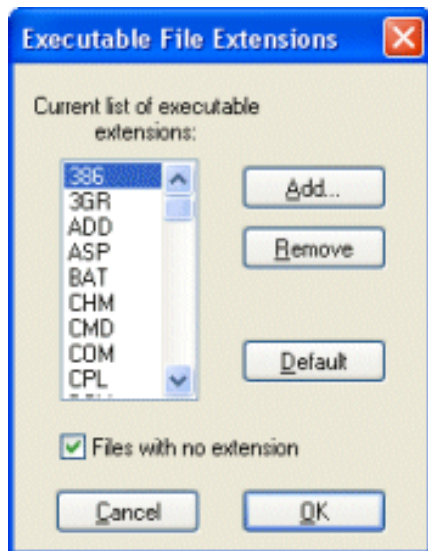 Executable File Extensions
Current list of executable
extensions:
386
3GR
ADD
ASP
BAT
CHM
CMD
COM
CPL
Add...
Remove
Default
Files with no extension
Cancel
OK